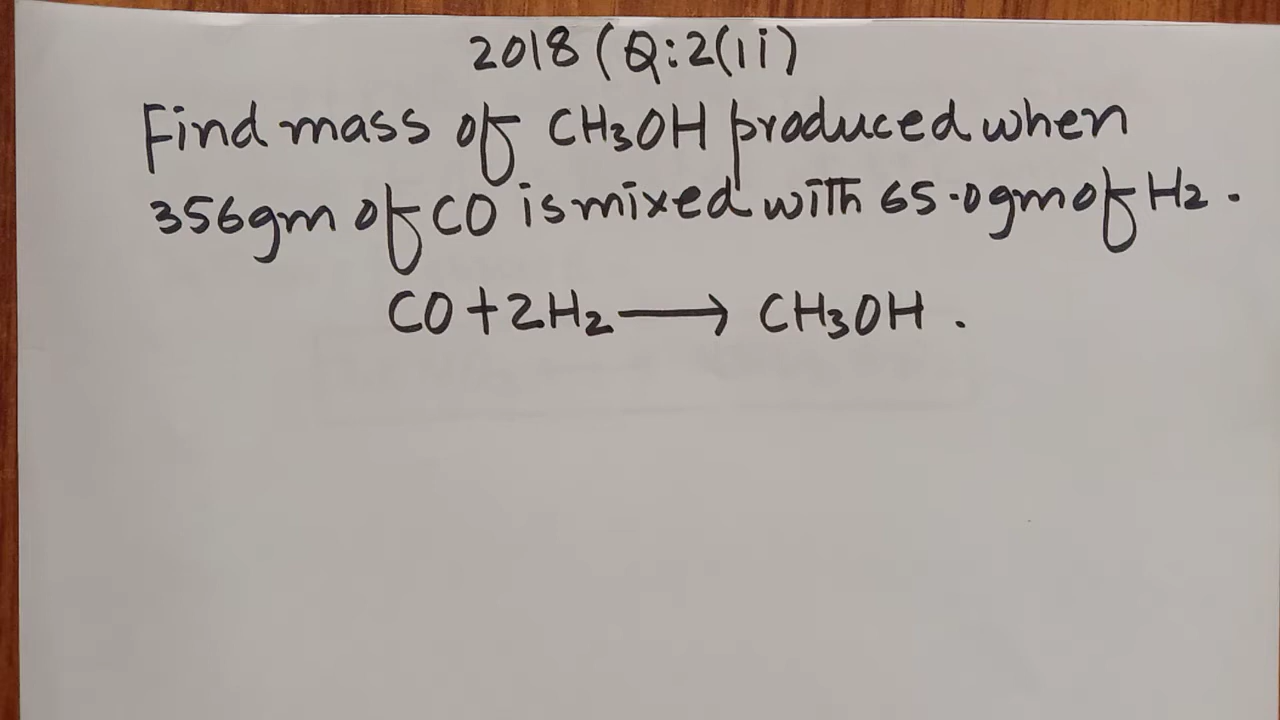 2018 (Q:2(ii)
Find mass of CH3OH produced when
356gm of CO is mixed with 65.0gm of H2.
CO+2H2⟶CH3OH.